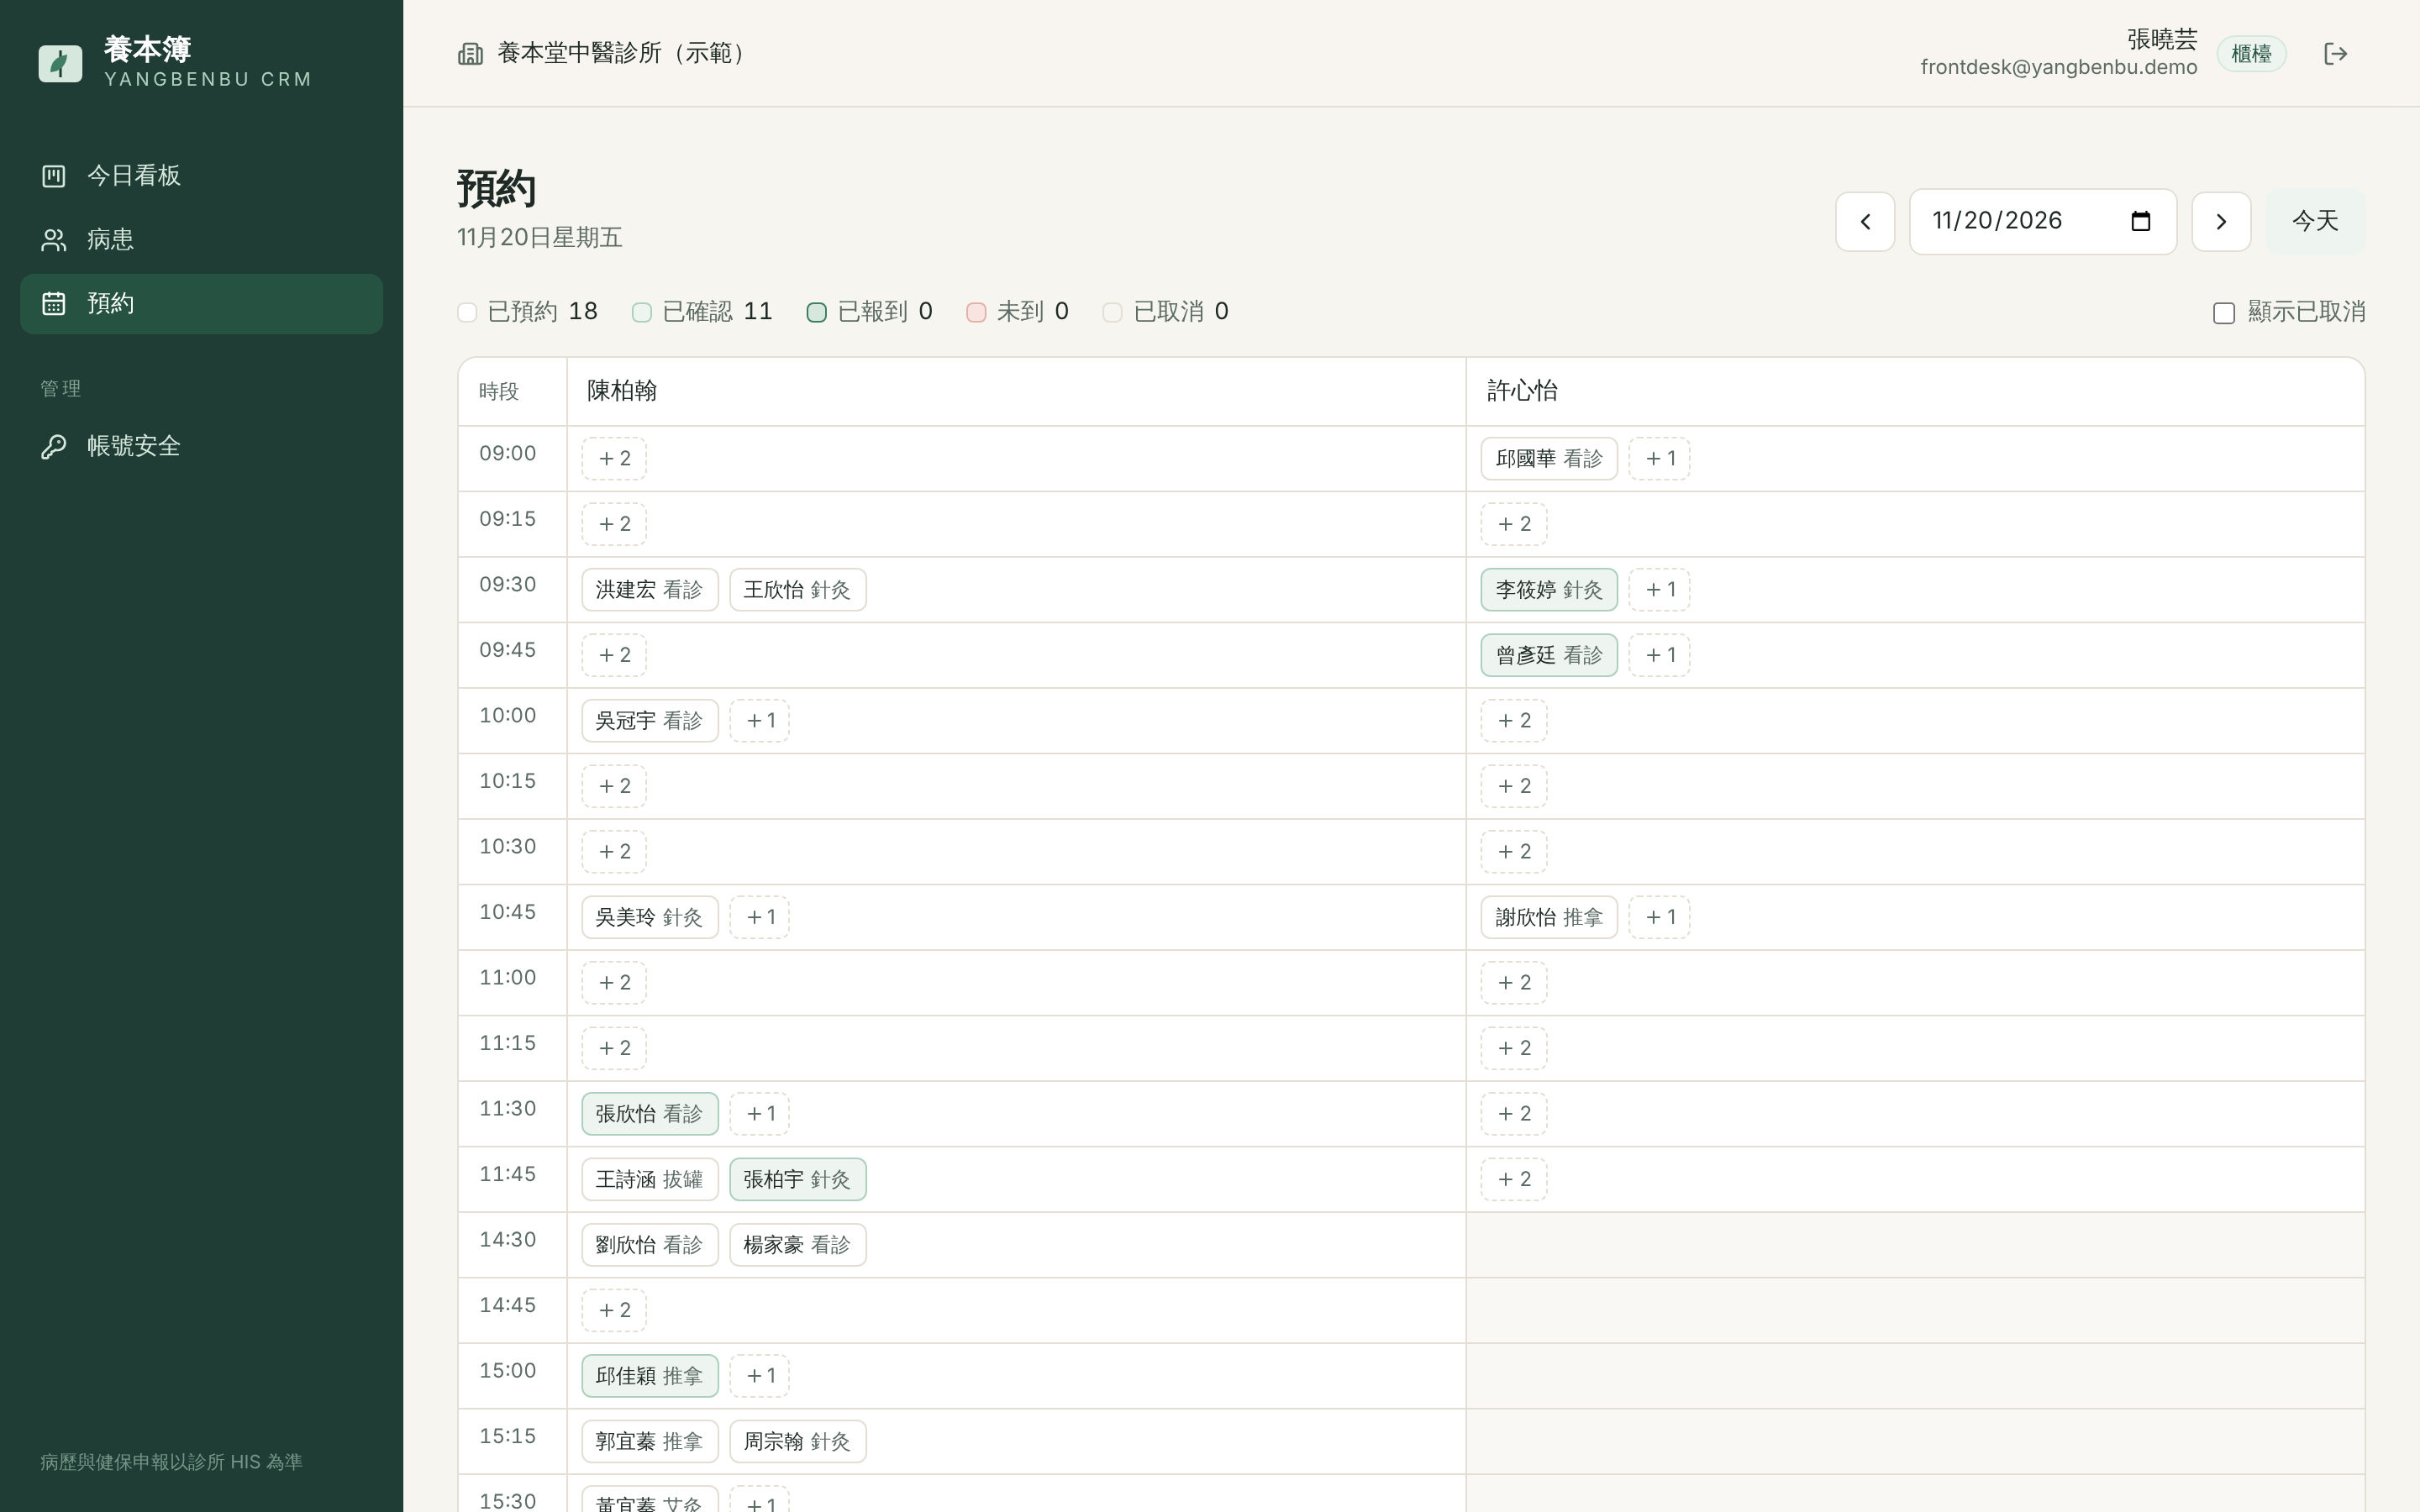 養本簿
YANGBENBU CRM
今日看板
病患
預約
管理
帳號安全
病歷與健保申報以診所 HIS 為準
養本堂中醫診所（示範）
張曉芸
frontdesk@yangbenbu.demo
櫃檯
預約
11月20日星期五
11/20/2026
今天
已預約 18 已確認 11 已報到 0 未到 0 已取消 0
顯示已取消
時段 陳柏翰 許心怡
09:00 +2 邱國華 看診 +1
09:15 +2 +2
09:30 洪建宏 看診 王欣怡 針灸 李筱婷 針灸 +1
09:45 +2 曾彥廷 看診 +1
10:00 吳冠宇 看診 +1 +2
10:15 +2 +2
10:30 +2 +2
10:45 吳美玲 針灸 +1 謝欣怡 推拿 +1
11:00 +2 +2
11:15 +2 +2
11:30 張欣怡 看診 +1 +2
11:45 王詩涵 拔罐 張柏宇 針灸 +2
14:30 劉欣怡 看診 楊家豪 看診
14:45 +2
15:00 邱佳穎 推拿 +1
15:15 郭宜蓁 推拿 周宗翰 針灸
15:30 黃宜蓁 艾灸 +1